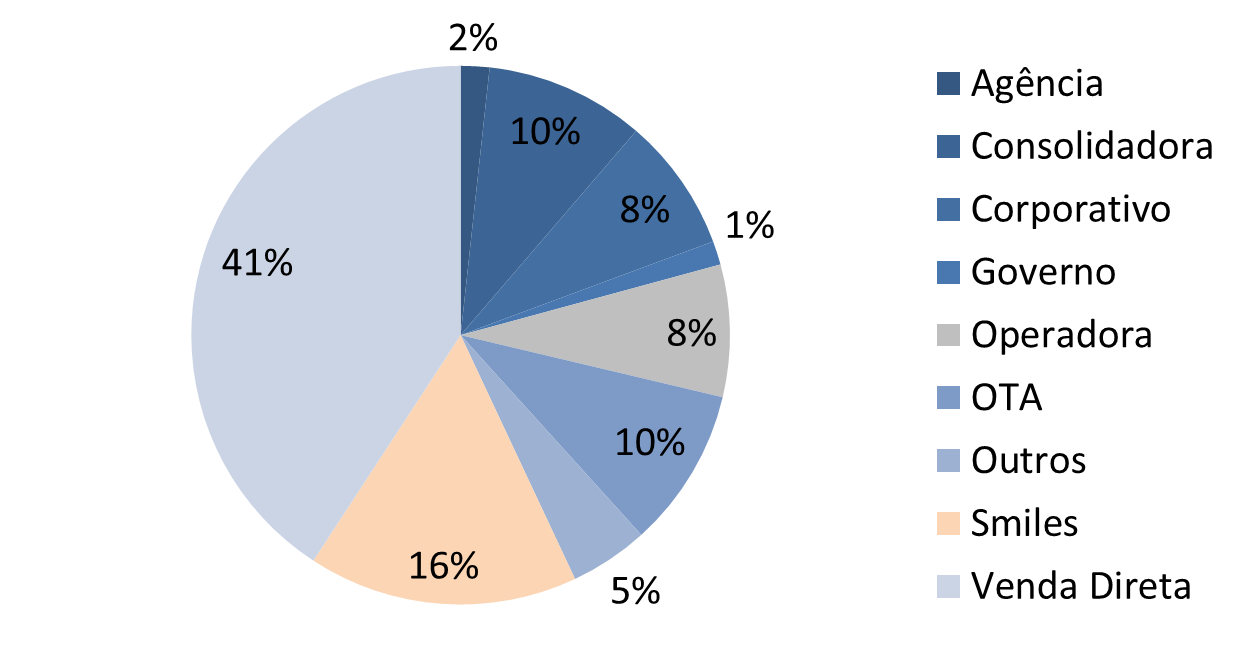 2%
10%
8%
1%
41%
8%
10%
16%
5%
Agência
Consolidadora
Corporativo
Governo
Operadora
OTA
Outros
Smiles
Venda Direta